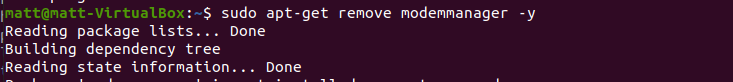 matt@matt-VirtualBox:~$ sudo apt-get remove modemmanager -y
Reading package lists... Done
Building dependency tree
Reading state information... Done